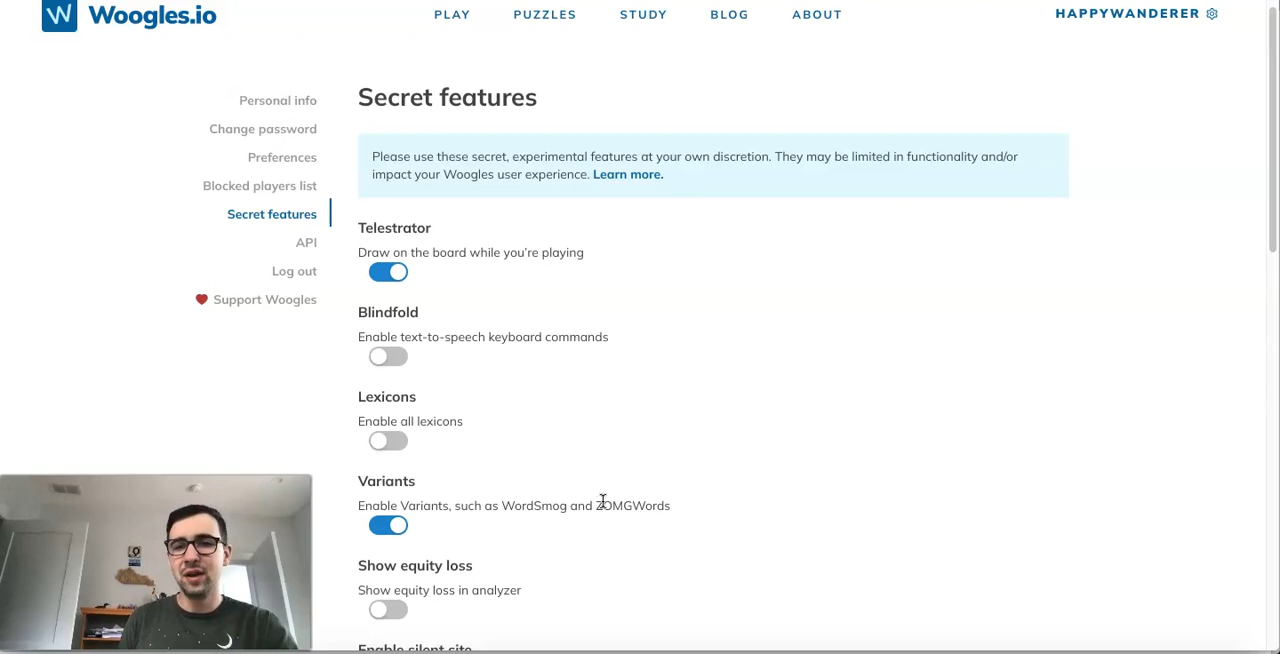 W Woogles.io
PLAY PUZZLES STUDY BLOG ABOUT
HAPPYWANDERER
Personal info
Change password
Preferences
Blocked players list
Secret features
API
Log out
Support Woogles
Secret features
Please use these secret, experimental features at your own discretion. They may be limited in functionality and/or
impact your Woogles user experience. Learn more.
Telestrator
Draw on the board while you're playing
Blindfold
Enable text-to-speech keyboard commands
Lexicons
Enable all lexicons
Variants
Enable Variants, such as WordSmog and ZOMGWords
Show equity loss
Show equity loss in analyzer
Enable silent site